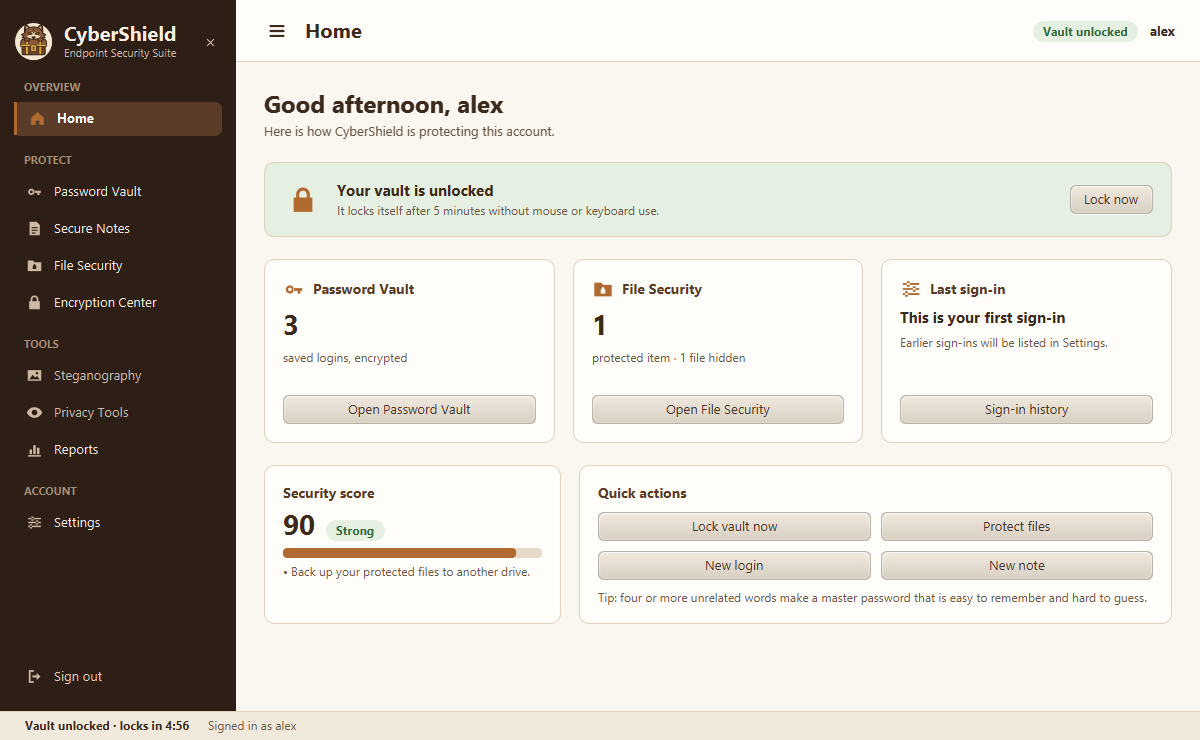 CyberShield
Endpoint Security Suite
×
OVERVIEW
Home
PROTECT
Password Vault
Secure Notes
File Security
Encryption Center
TOOLS
Steganography
Privacy Tools
Reports
ACCOUNT
Settings
Sign out
Home
Vault unlocked
alex
Good afternoon, alex
Here is how CyberShield is protecting this account.
Your vault is unlocked
It locks itself after 5 minutes without mouse or keyboard use.
Lock now
Password Vault
3
saved logins, encrypted
Open Password Vault
File Security
1
protected item · 1 file hidden
Open File Security
Last sign-in
This is your first sign-in
Earlier sign-ins will be listed in Settings.
Sign-in history
Security score
90 Strong
• Back up your protected files to another drive.
Quick actions
Lock vault now
Protect files
New login
New note
Tip: four or more unrelated words make a master password that is easy to remember and hard to guess.
Vault unlocked · locks in 4:56
Signed in as alex